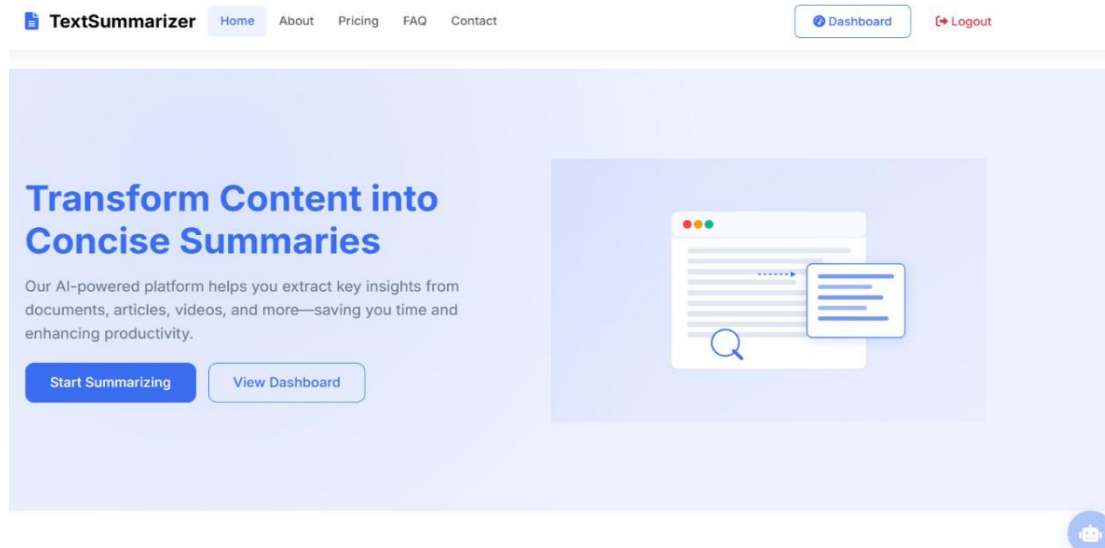 TextSummarizer Home About Pricing FAQ Contact Dashboard Logout
Transform Content into
Concise Summaries
Our AI-powered platform helps you extract key insights from
documents, articles, videos, and more—saving you time and
enhancing productivity.
Start Summarizing View Dashboard